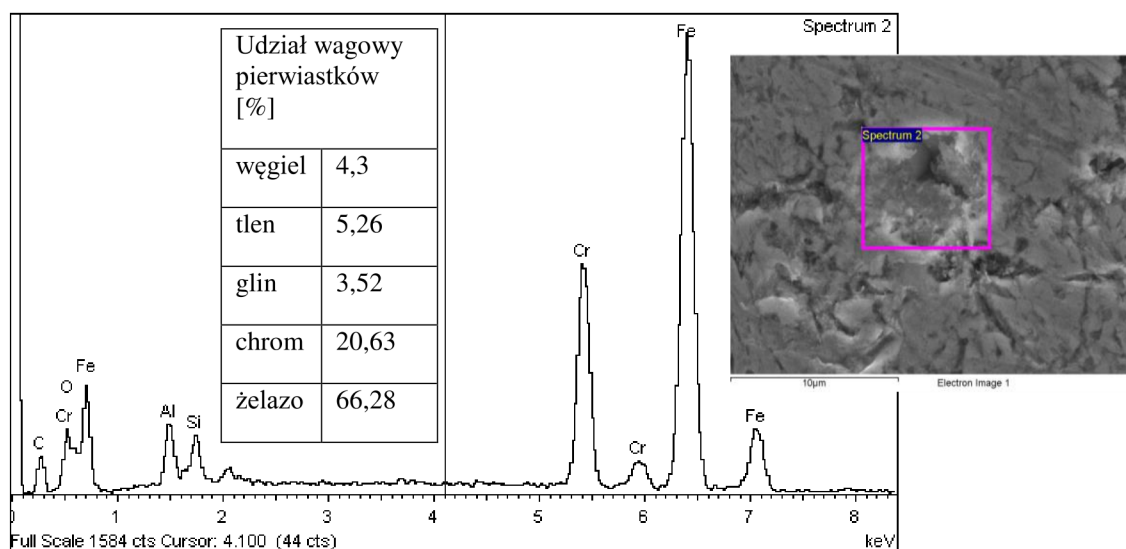 Fe
Spectrum 2
Udział wagowy
pierwiastków
[%]
węgiel 4,3
tlen 5,26
glin 3,52
chrom 20,63
żelazo 66,28
Spectrum 2
10µm Electron Image 1
Cr
Fe
O
Cr
C
Al
Si
Cr
Fe
0 1 2 3 4 5 6 7 8
Full Scale 1584 cts Cursor: 4.100 (44 cts) keV